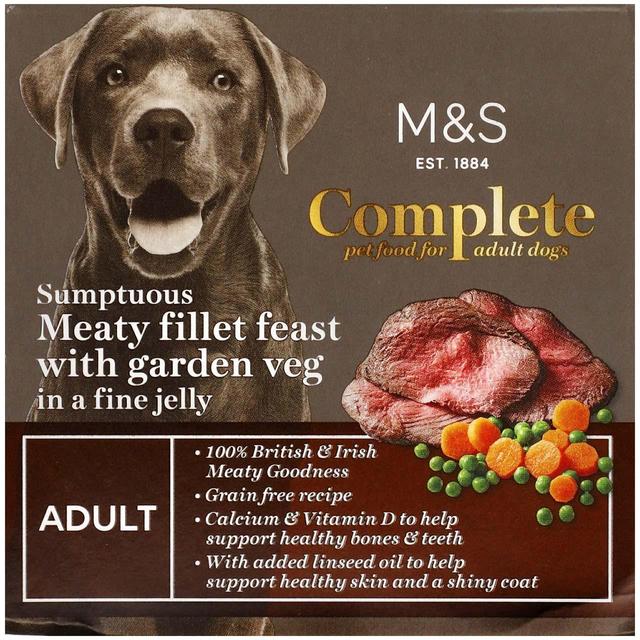 M&S
EST. 1884
Complete
pet food for adult dogs
Sumptuous
Meaty fillet feast
with garden veg
in a fine jelly
ADULT
• 100% British & Irish
Meaty Goodness
• Grain free recipe
• Calcium & Vitamin D to help
support healthy bones & teeth
• With added linseed oil to help
support healthy skin and a shiny coat